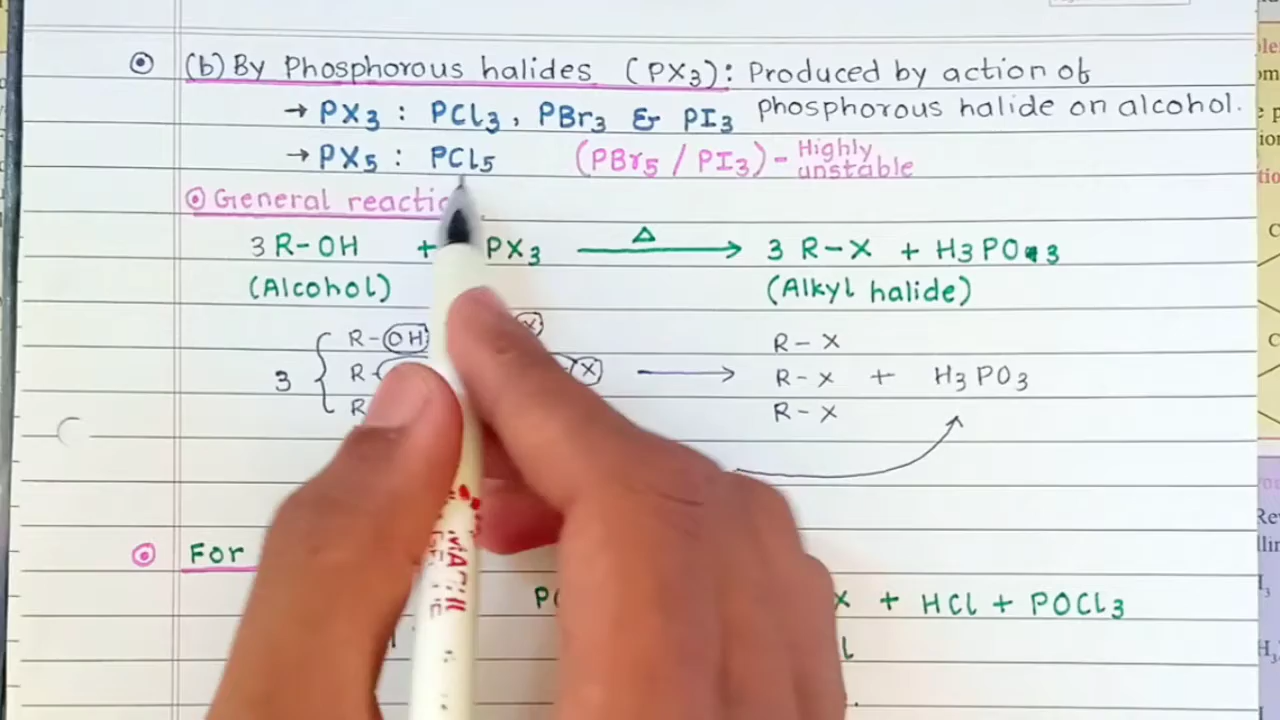 (b) By Phosphorous halides (PX3): Produced by action of
→ PX3 : PCl3, PBr3 & PI3 phosphorous halide on alcohol.
→ PX5 : PCl5 (PBr5 / PI3) - Highly unstable
General
3 R-OH + PX3 Δ → 3 R-X + H3PO3
(Alcohol) (Alkyl halide)
R-OH X R-X
3 { R- X → R-X + H3PO3
R R-X
For
+ HCl + POCl3